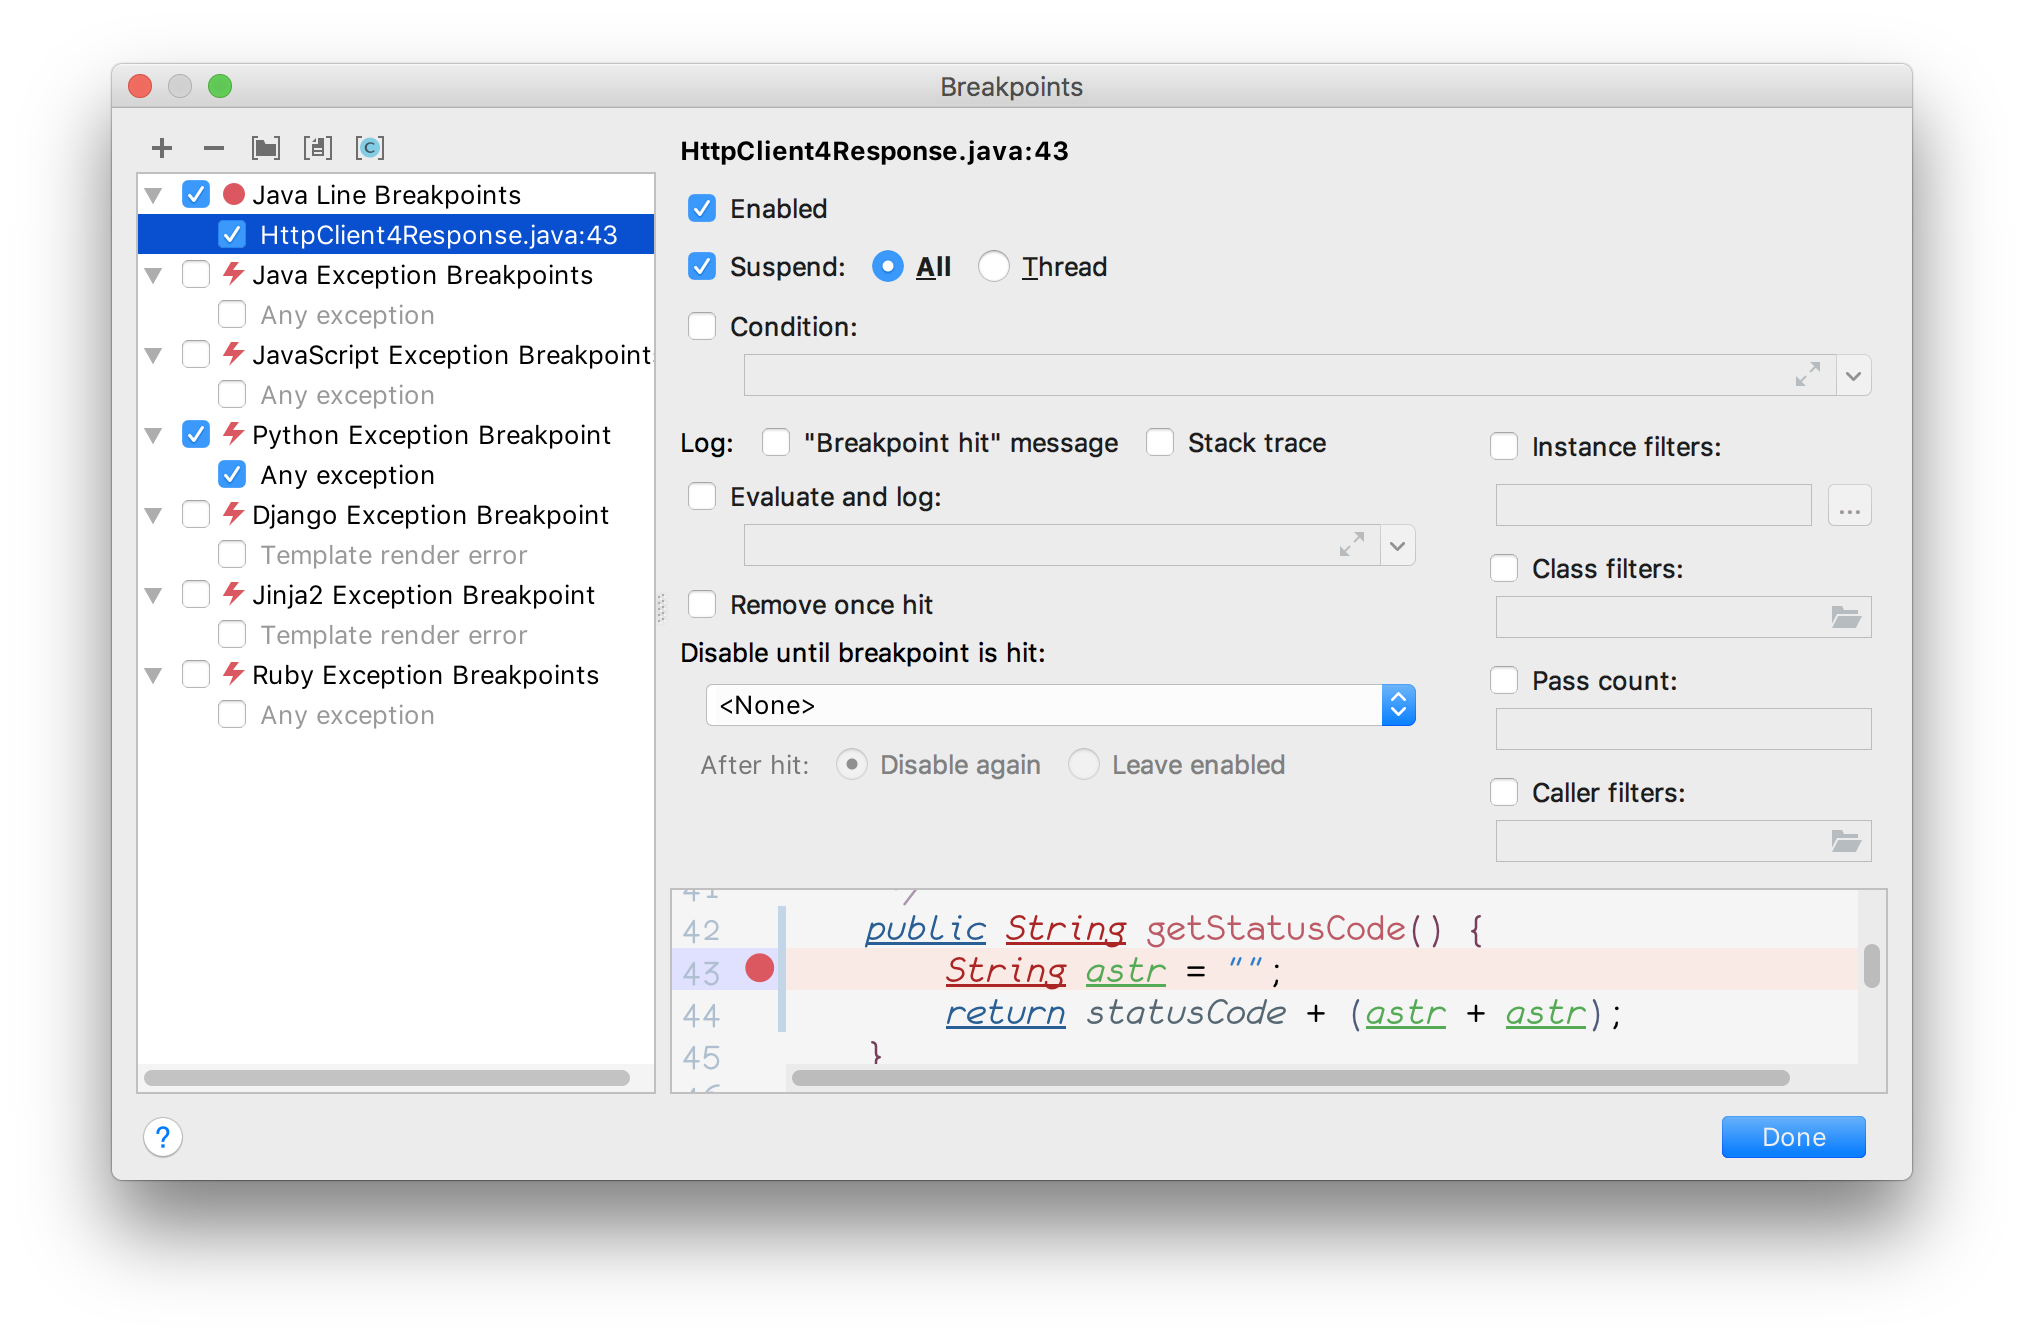 Breakpoints
Java Line Breakpoints
HttpClient4Response.java:43
Java Exception Breakpoints
Any exception
JavaScript Exception Breakpoint
Any exception
Python Exception Breakpoint
Any exception
Django Exception Breakpoint
Template render error
Jinja2 Exception Breakpoint
Template render error
Ruby Exception Breakpoints
Any exception
HttpClient4Response.java:43
Enabled
Suspend: All Thread
Condition:
Log: "Breakpoint hit" message Stack trace
Evaluate and log:
Remove once hit
Disable until breakpoint is hit:
<None>
After hit: Disable again Leave enabled
Instance filters:
...
Class filters:
Pass count:
Caller filters:
41 */
42 public String getStatusCode() {
43 String astr = "";
44 return statusCode + (astr + astr);
45 }
? Done